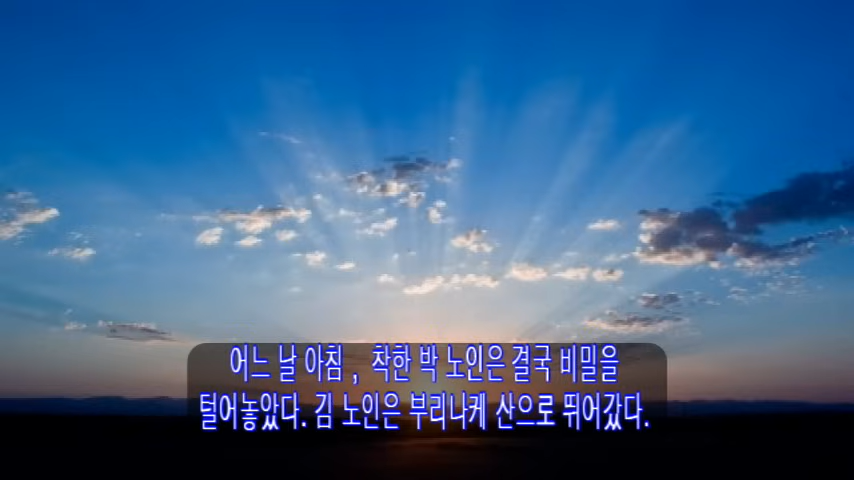 어느 날 아침 , 착한 박 노인은 결국 비밀을
털어놓았다. 김 노인은 부리나케 산으로 뛰어갔다.